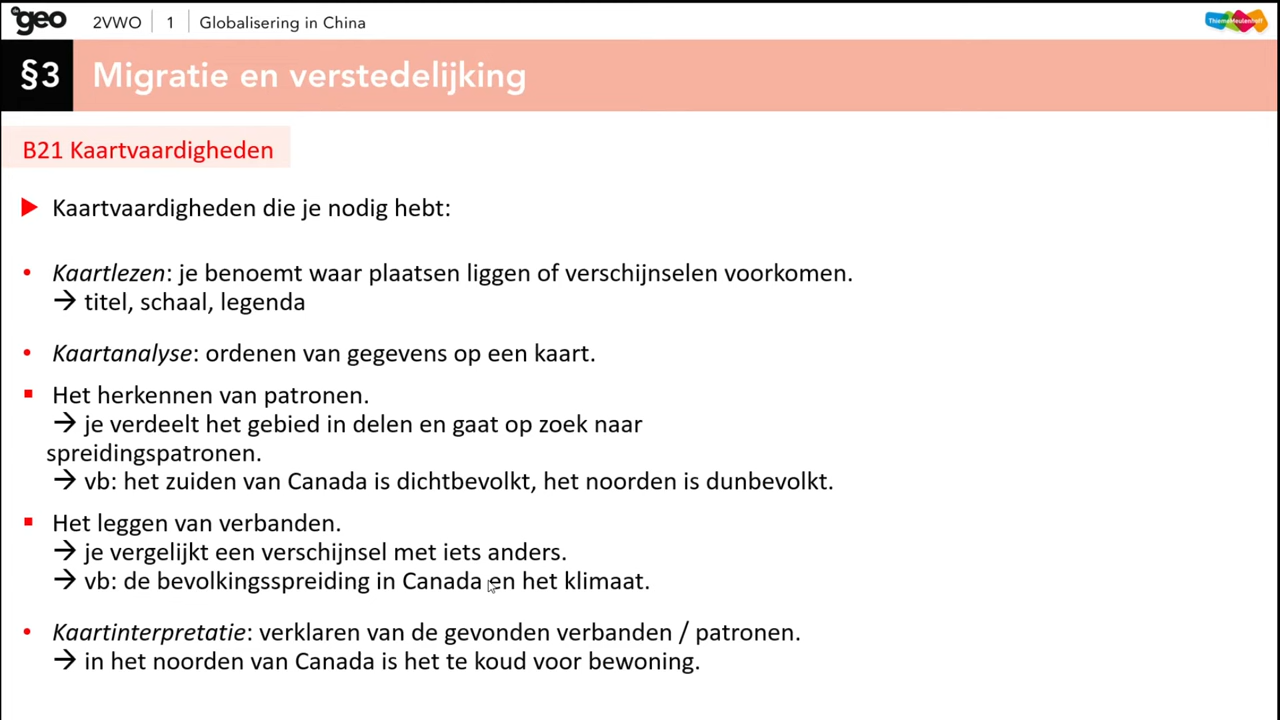 de geo 2VWO | 1 | Globalisering in China ThiemeMeulenhoff
§3 Migratie en verstedelijking
B21 Kaartvaardigheden
▶ Kaartvaardigheden die je nodig hebt:
• Kaartlezen: je benoemt waar plaatsen liggen of verschijnselen voorkomen.
→ titel, schaal, legenda
• Kaartanalyse: ordenen van gegevens op een kaart.
▪ Het herkennen van patronen.
→ je verdeelt het gebied in delen en gaat op zoek naar
spreidingspatronen.
→ vb: het zuiden van Canada is dichtbevolkt, het noorden is dunbevolkt.
▪ Het leggen van verbanden.
→ je vergelijkt een verschijnsel met iets anders.
→ vb: de bevolkingsspreiding in Canada en het klimaat.
• Kaartinterpretatie: verklaren van de gevonden verbanden / patronen.
→ in het noorden van Canada is het te koud voor bewoning.